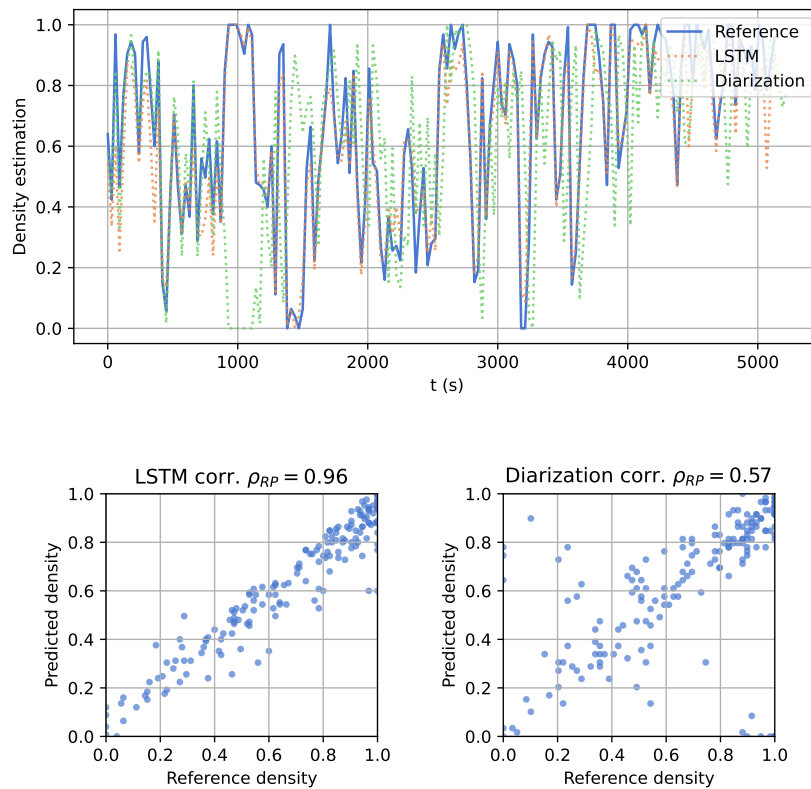 Density estimation
1.0
0.8
0.6
0.4
0.2
0.0
Reference
LSTM
Diarization
0 1000 2000 3000 4000 5000
t (s)
LSTM corr. ρRP = 0.96
Predicted density
1.0
0.8
0.6
0.4
0.2
0.0
0.0 0.2 0.4 0.6 0.8 1.0
Reference density
Diarization corr. ρRP = 0.57
Predicted density
1.0
0.8
0.6
0.4
0.2
0.0
0.0 0.2 0.4 0.6 0.8 1.0
Reference density